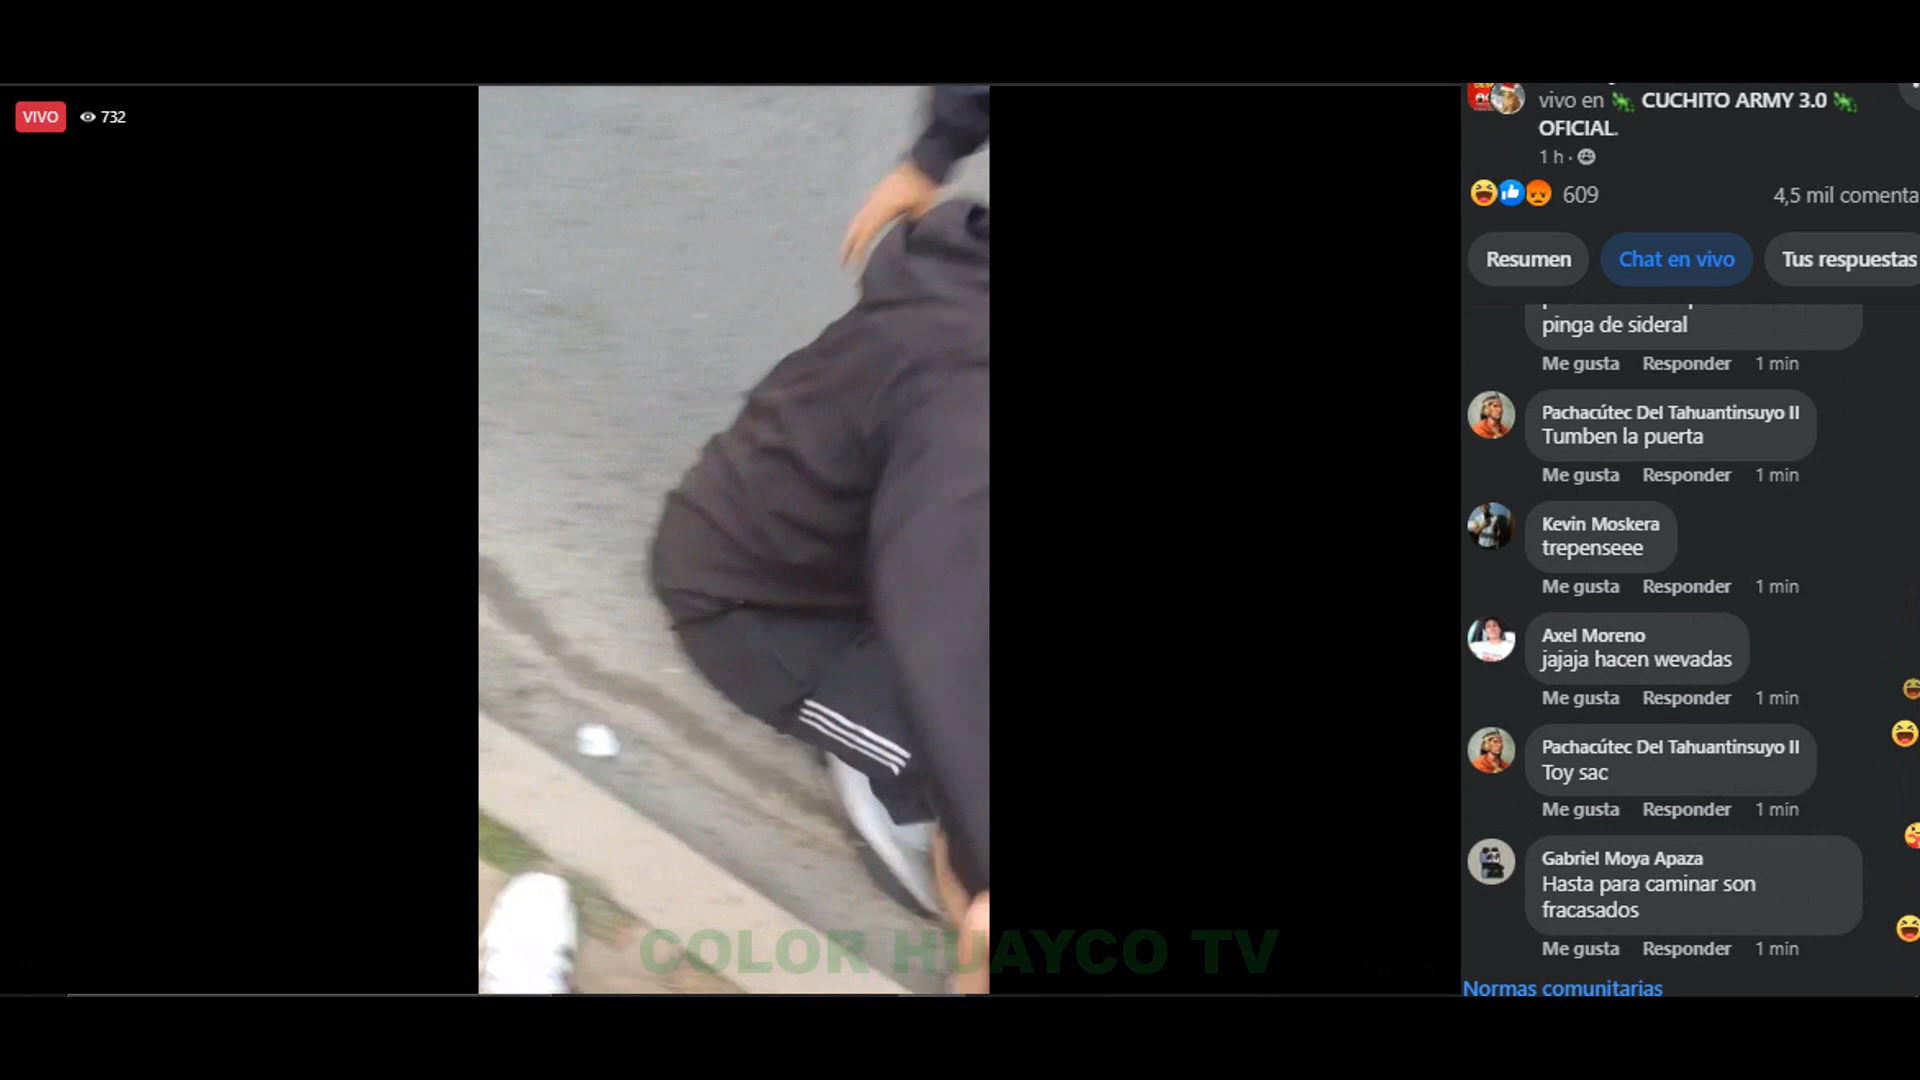 VIVO 732
vivo en CUCHITO ARMY 3.0
OFICIAL.
1 h ·
609 4,5 mil comenta
Resumen Chat en vivo Tus respuestas
pinga de sideral
Me gusta Responder 1 min
Pachacútec Del Tahuantinsuyo II
Tumben la puerta
Me gusta Responder 1 min
Kevin Moskera
trepenseee
Me gusta Responder 1 min
Axel Moreno
jajaja hacen wevadas
Me gusta Responder 1 min
Pachacútec Del Tahuantinsuyo II
Toy sac
Me gusta Responder 1 min
Gabriel Moya Apaza
Hasta para caminar son
fracasados
Me gusta Responder 1 min
Normas comunitarias
COLOR HUAYCO TV